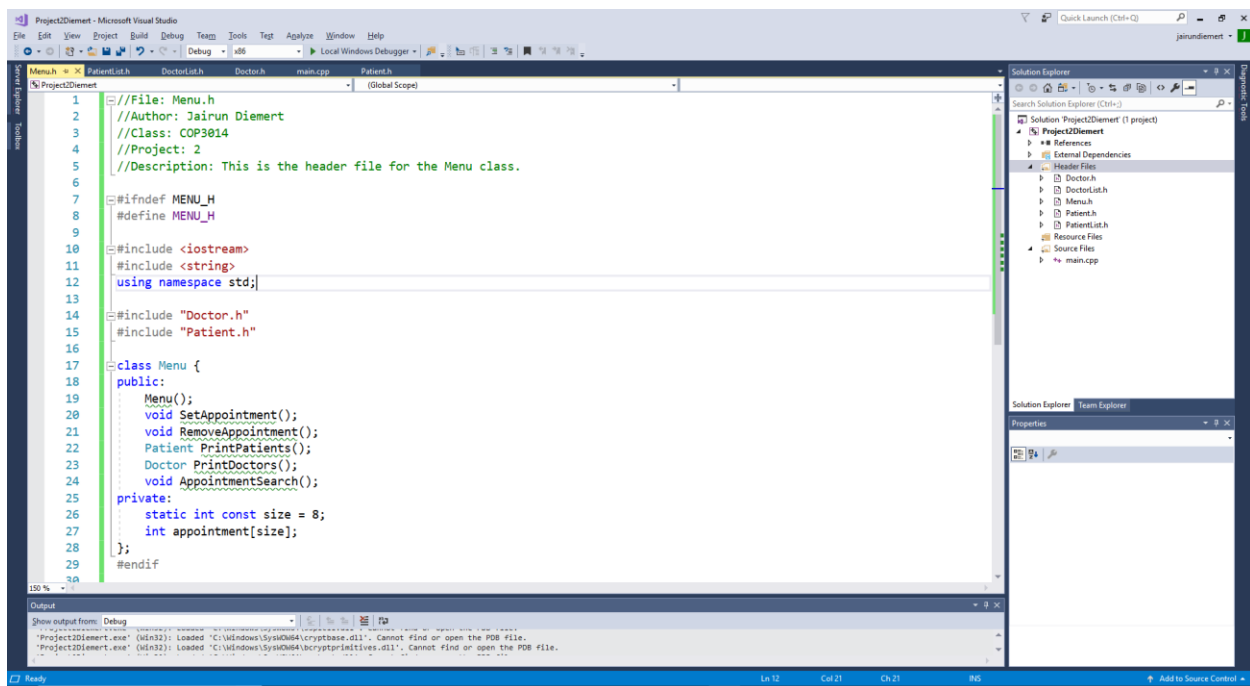 Project2Diemert - Microsoft Visual Studio
Quick Launch (Ctrl+Q)
File Edit View Project Build Debug Team Tools Test Analyze Window Help
jairundiemert
J
Debug x86 Local Windows Debugger
Server Explorer
Toolbox
Menu.h PatientList.h DoctorList.h Doctor.h main.cpp Patient.h
Project2Diemert (Global Scope)
1 //File: Menu.h
2 //Author: Jairun Diemert
3 //Class: COP3014
4 //Project: 2
5 //Description: This is the header file for the Menu class.
6
7 #ifndef MENU_H
8 #define MENU_H
9
10 #include <iostream>
11 #include <string>
12 using namespace std;
13
14 #include "Doctor.h"
15 #include "Patient.h"
16
17 class Menu {
18 public:
19 Menu();
20 void SetAppointment();
21 void RemoveAppointment();
22 Patient PrintPatients();
23 Doctor PrintDoctors();
24 void AppointmentSearch();
25 private:
26 static int const size = 8;
27 int appointment[size];
28 };
29 #endif
30
150 %
Output
Show output from: Debug
'Project2Diemert.exe' (Win32): Loaded 'C:\Windows\SysWOW64\cryptbase.dll'. Cannot find or open the PDB file.
'Project2Diemert.exe' (Win32): Loaded 'C:\Windows\SysWOW64\bcryptprimitives.dll'. Cannot find or open the PDB file.
Solution Explorer
Search Solution Explorer (Ctrl+;)
Solution 'Project2Diemert' (1 project)
Project2Diemert
References
External Dependencies
Header Files
Doctor.h
DoctorList.h
Menu.h
Patient.h
PatientList.h
Resource Files
Source Files
main.cpp
Solution Explorer Team Explorer
Properties
Diagnostic Tools
Ready Ln 12 Col 21 Ch 21 INS Add to Source Control